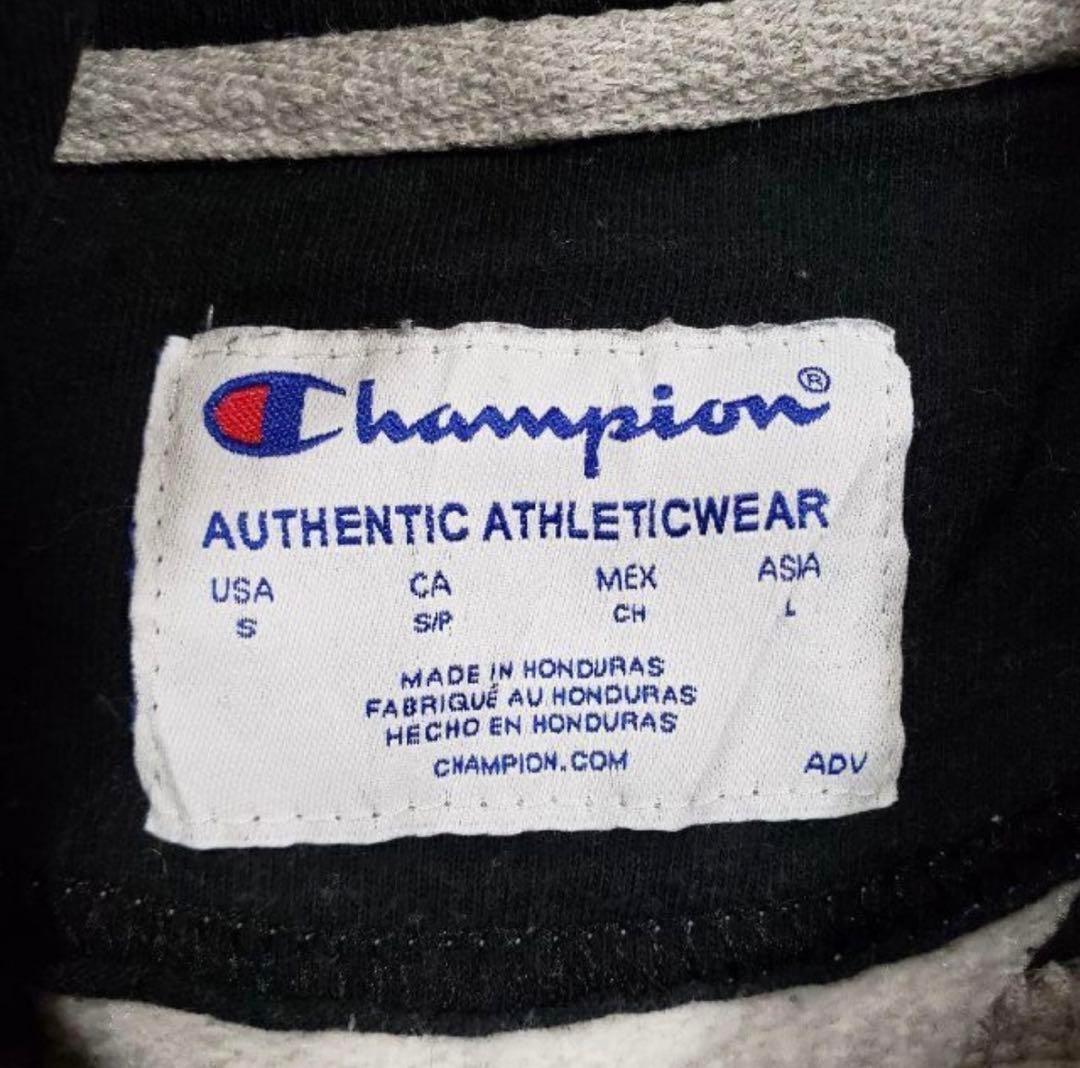 Champion®
AUTHENTIC ATHLETICWEAR
USA CA MEX ASIA
S S/P CH L
MADE IN HONDURAS
FABRIQUÉ AU HONDURAS
HECHO EN HONDURAS
CHAMPION.COM ADV